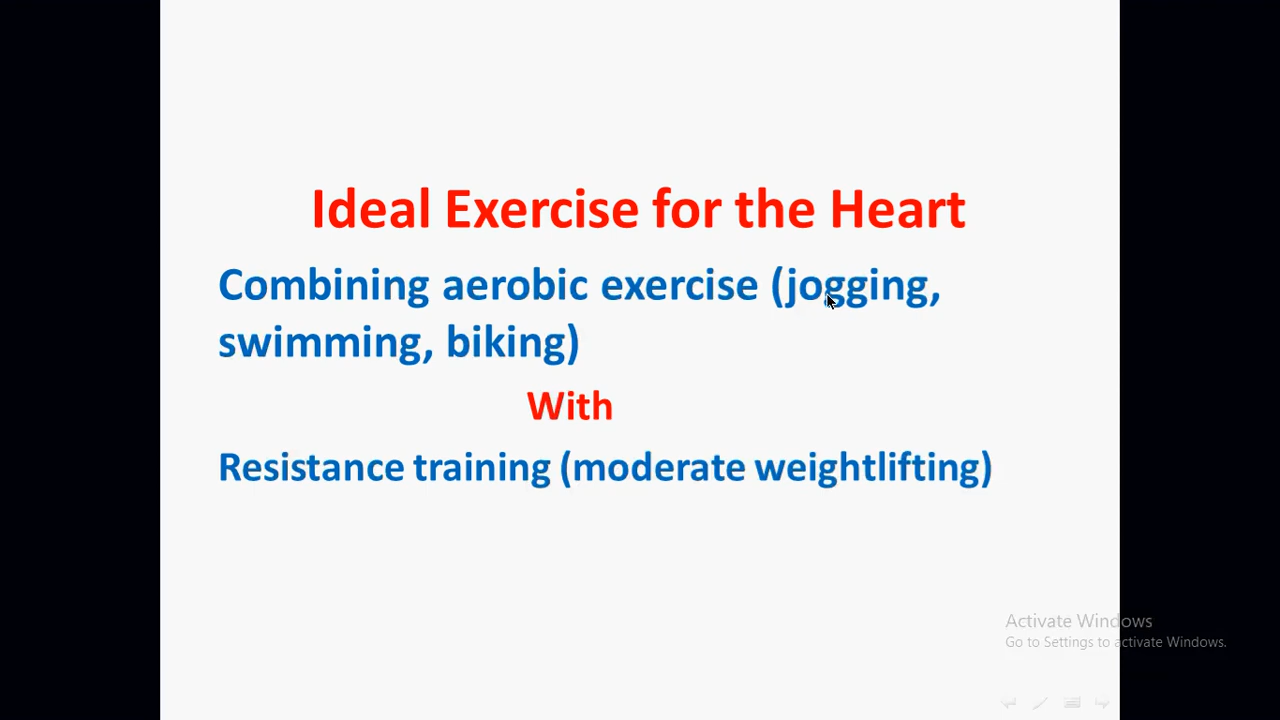 Ideal Exercise for the Heart
Combining aerobic exercise (jogging,
swimming, biking)
With
Resistance training (moderate weightlifting)
Activate Windows
Go to Settings to activate Windows.